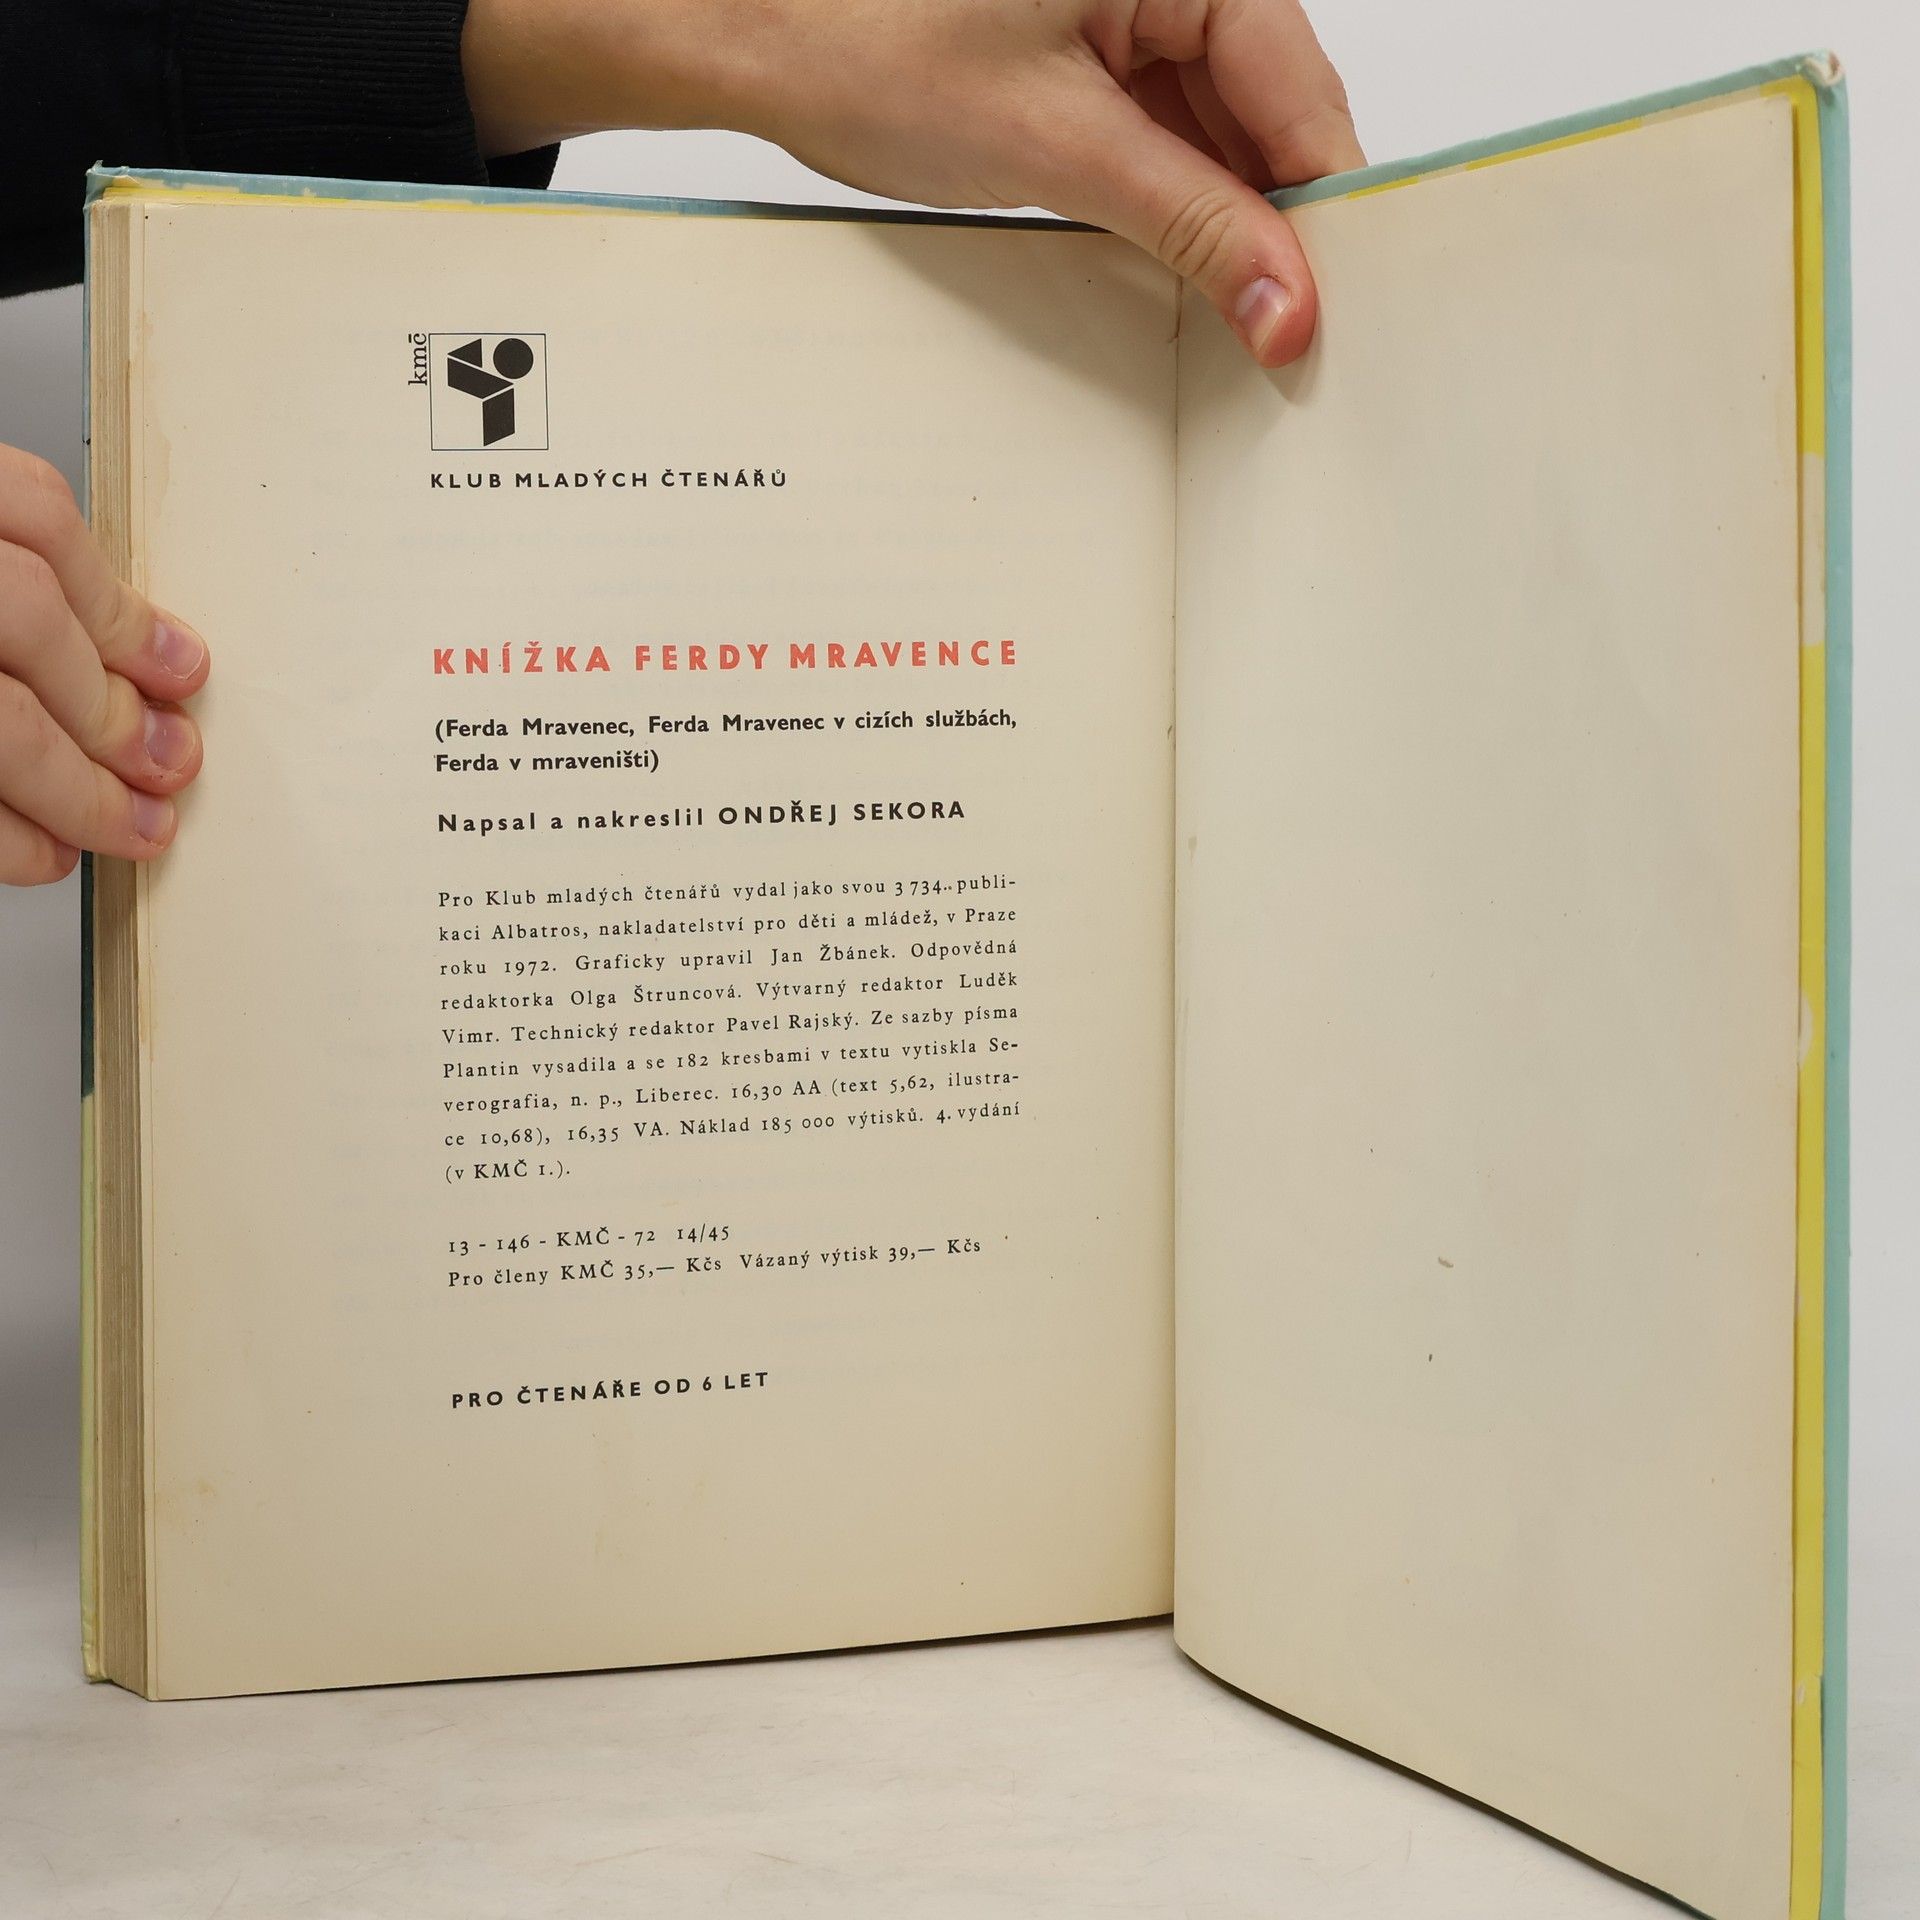 kmč
KLUB MLADÝCH ČTENÁŘŮ
KNÍŽKA FERDY MRAVENCE
(Ferda Mravenec, Ferda Mravenec v cizích službách,
Ferda v mraveništi)
Napsal a nakreslil ONDŘEJ SEKORA
Pro Klub mladých čtenářů vydal jako svou 3 734. publi-
kaci Albatros, nakladatelství pro děti a mládež, v Praze
roku 1972. Graficky upravil Jan Žbánek. Odpovědná
redaktorka Olga Štruncová. Výtvarný redaktor Luděk
Vimr. Technický redaktor Pavel Rajský. Ze sazby písma
Plantin vysadila a se 182 kresbami v textu vytiskla Se-
verografia, n. p., Liberec. 16,30 AA (text 5,62, ilustra-
ce 10,68), 16,35 VA. Náklad 185 000 výtisků. 4. vydání
(v KMČ 1.).
13 - 146 - KMČ - 72 14/45
Pro členy KMČ 35,— Kčs Vázaný výtisk 39,— Kčs
PRO ČTENÁŘE OD 6 LET